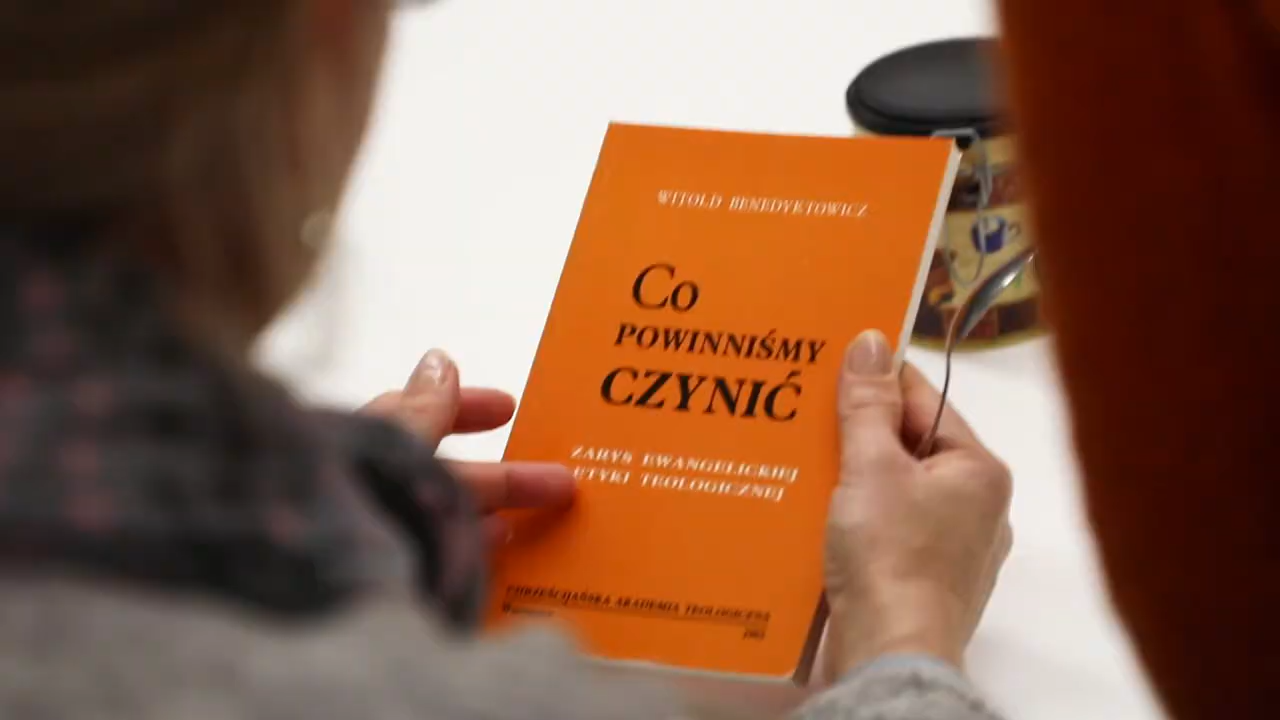 WITOLD BENEDYKTOWICZ
Co
POWINNIŚMY
CZYNIĆ
ZARYS EWANGELICKIEJ
ETYKI TEOLOGICZNEJ
CHRZEŚCIJAŃSKA AKADEMIA TEOLOGICZNA